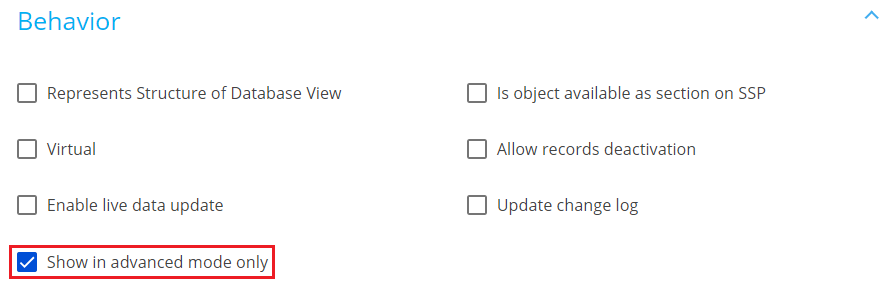 Behavior
Represents Structure of Database View
Is object available as section on SSP
Virtual
Allow records deactivation
Enable live data update
Update change log
Show in advanced mode only